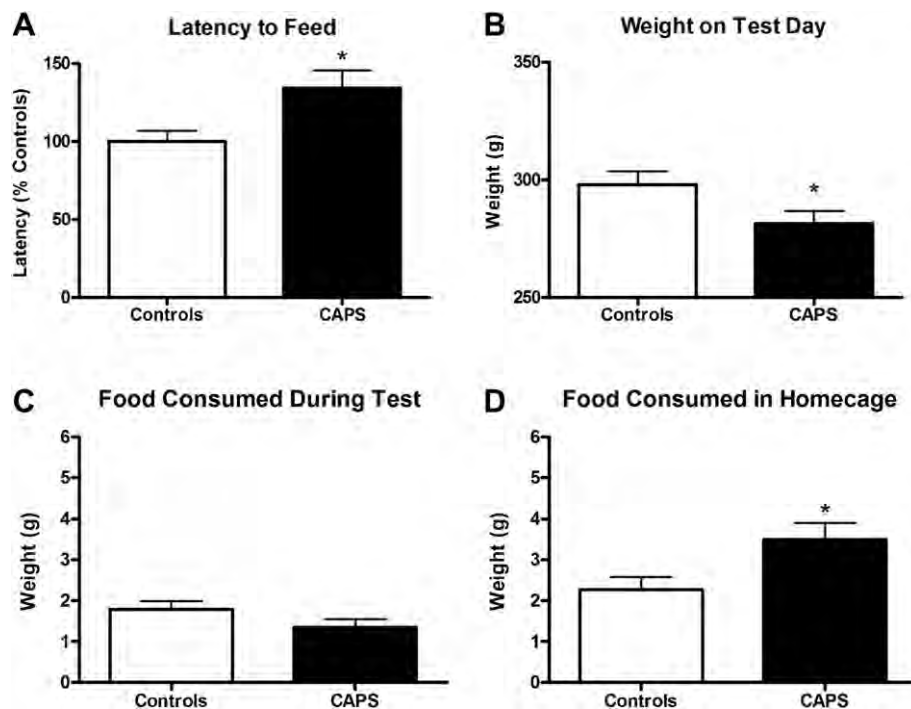 A
Latency to Feed
Latency (% Controls)
150
100
50
0
*
Controls
CAPS
B
Weight on Test Day
Weight (g)
350
300
250
*
Controls
CAPS
C
Food Consumed During Test
Weight (g)
6
5
4
3
2
1
0
Controls
CAPS
D
Food Consumed in Homecage
Weight (g)
6
5
4
3
2
1
0
*
Controls
CAPS